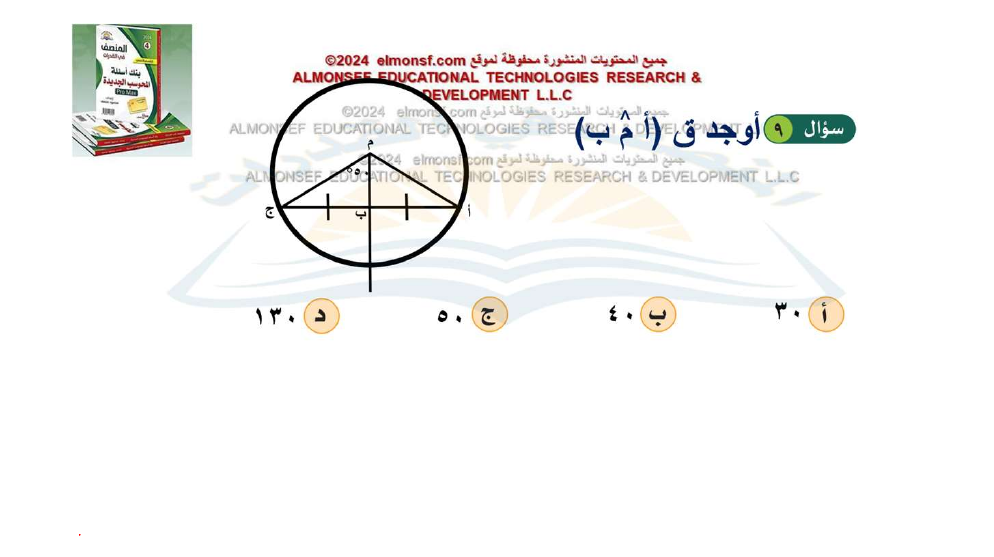 جميع المحتويات المنشورة محفوظة لموقع elmonsf.com ©2024
ALMONSEF EDUCATIONAL TECHNOLOGIES RESEARCH &
DEVELOPMENT L.L.C
جميع المحتويات المنشورة محفوظة لموقع elmonsf.com ©2024
ALMONSEF EDUCATIONAL TECHNOLOGIES RESEARCH & DEVELOPMENT L.L.C
جميع المحتويات المنشورة محفوظة لموقع elmonsf.com ©2024
ALMONSEF EDUCATIONAL TECHNOLOGIES RESEARCH & DEVELOPMENT L.L.C
المنصف
في القدرات
بنك أسئلة
المحوسب الجديدة
Pro Max
سؤال ٩ أوجد ق (أ م̂ ب)
م
٥٠
أ ب ج
أ ٣٠ ب ٤٠ ج ٥٠ د ١٣٠